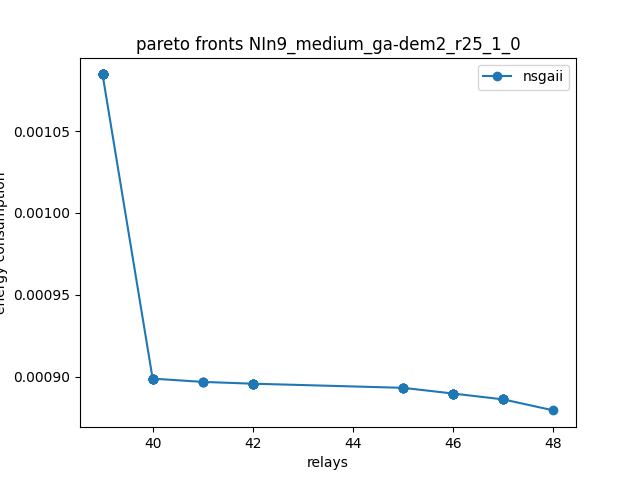 pareto fronts NIn9_medium_ga-dem2_r25_1_0
nsgaii
0.00105
0.00100
0.00095
0.00090
energy consumption
40
42
44
46
48
relays